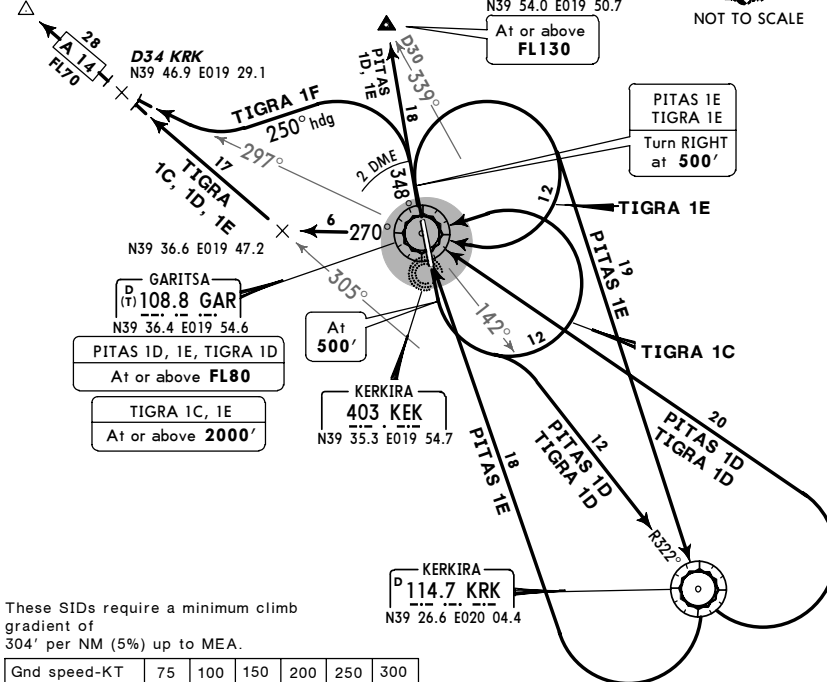 N39 54.0 E019 50.7
NOT TO SCALE
At or above
FL130
28
A 14
FL70
D34 KRK
N39 46.9 E019 29.1
PITAS
1D, 1E
D30
339°
18
TIGRA 1F
250° hdg
297°
2 DME
348°
PITAS 1E
TIGRA 1E
Turn RIGHT
at 500'
17
TIGRA
1C, 1D, 1E
6
270°
12
TIGRA 1E
N39 36.6 E019 47.2
305°
19
PITAS 1E
GARITSA
D
(T) 108.8 GAR
N39 36.4 E019 54.6
PITAS 1D, 1E, TIGRA 1D
At or above FL80
TIGRA 1C, 1E
At or above 2000'
At
500'
142°
12
TIGRA 1C
KERKIRA
403 KEK
N39 35.3 E019 54.7
18
PITAS 1E
12
PITAS 1D
TIGRA 1D
20
PITAS 1D
TIGRA 1D
R322°
KERKIRA
D 114.7 KRK
N39 26.6 E020 04.4
These SIDs require a minimum climb
gradient of
304' per NM (5%) up to MEA.
Gnd speed-KT 75 100 150 200 250 300